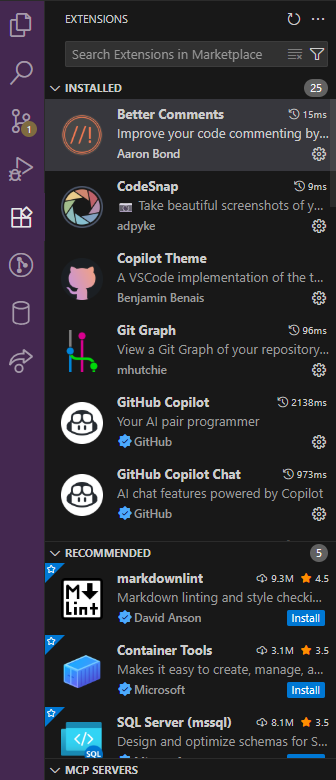 EXTENSIONS
Search Extensions in Marketplace
INSTALLED 25
Better Comments 15ms
//!
Improve your code commenting by...
Aaron Bond
1
CodeSnap 9ms
📷 Take beautiful screenshots of y...
adpyke
Copilot Theme
A VSCode implementation of the t...
Benjamin Benais
Git Graph 96ms
View a Git Graph of your repository...
mhutchie
GitHub Copilot 2138ms
Your AI pair programmer
GitHub
GitHub Copilot Chat 973ms
AI chat features powered by Copilot
GitHub
RECOMMENDED 5
markdownlint 9.3M 4.5
M
Lint
Markdown linting and style checki...
David Anson Install
Container Tools 3.1M 3.5
Makes it easy to create, manage, a...
Microsoft Install
SQL Server (mssql) 8.1M 3.5
Design and optimize schemas for S...
SQL
MCP SERVERS